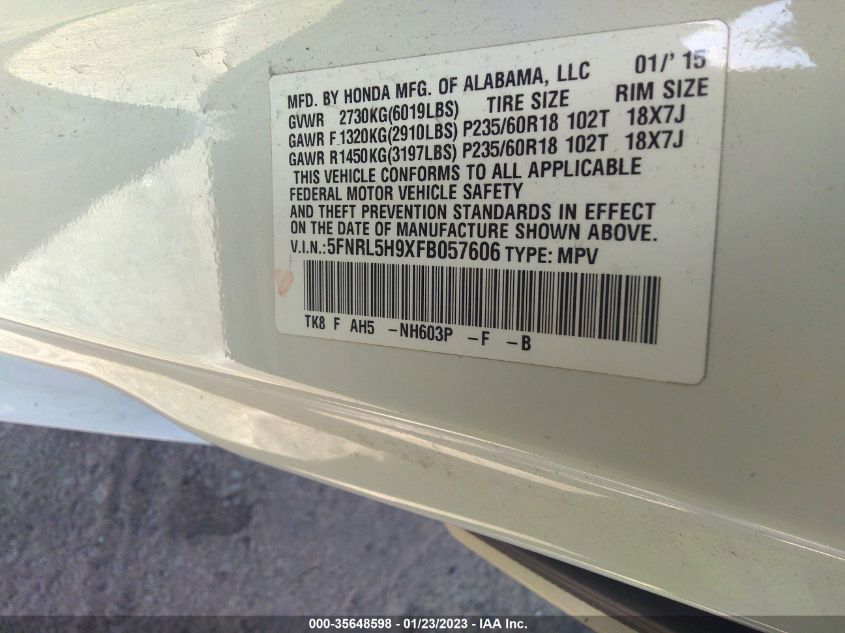 MFD. BY HONDA MFG. OF ALABAMA, LLC 01/' 15
GVWR 2730KG(6019LBS) TIRE SIZE RIM SIZE
GAWR F 1320KG(2910LBS) P235/60R18 102T 18X7J
GAWR R1450KG(3197LBS) P235/60R18 102T 18X7J
THIS VEHICLE CONFORMS TO ALL APPLICABLE
FEDERAL MOTOR VEHICLE SAFETY
AND THEFT PREVENTION STANDARDS IN EFFECT
ON THE DATE OF MANUFACTURE SHOWN ABOVE.
V.I.N.: 5FNRL5H9XFB057606 TYPE: MPV
TK8 F AH5 -NH603P -F -B
000-35648598 - 01/23/2023 - IAA Inc.